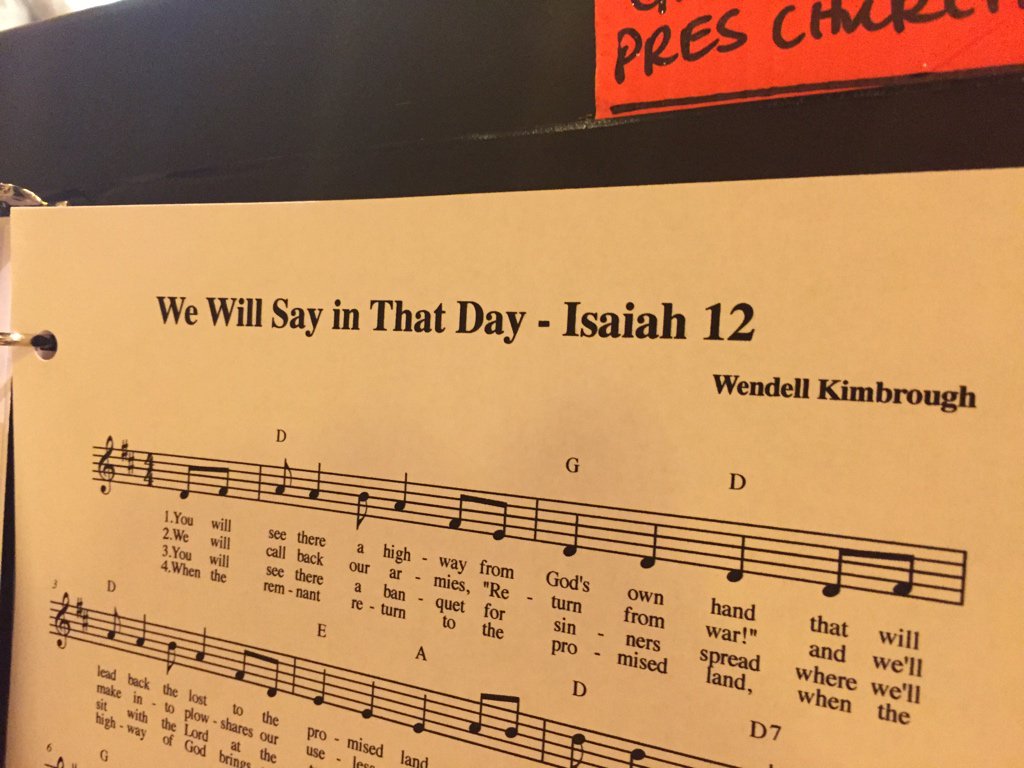 PRES CHURCH
We Will Say in That Day - Isaiah 12
Wendell Kimbrough
D G D
4
4
1.You will see there a high - way from God's own hand that will
2.We will call back our ar - mies, "Re - turn from war!" and we'll
3.You will see there a ban - quet for sin - ners spread where we'll
4.When the rem - nant re - turn to the pro - mised land, when the
3
D E A D D7
lead back the lost to the pro - mised land
make in - to plow - shares our use - less
sit with the Lord at the
high - way of God brings
6
G